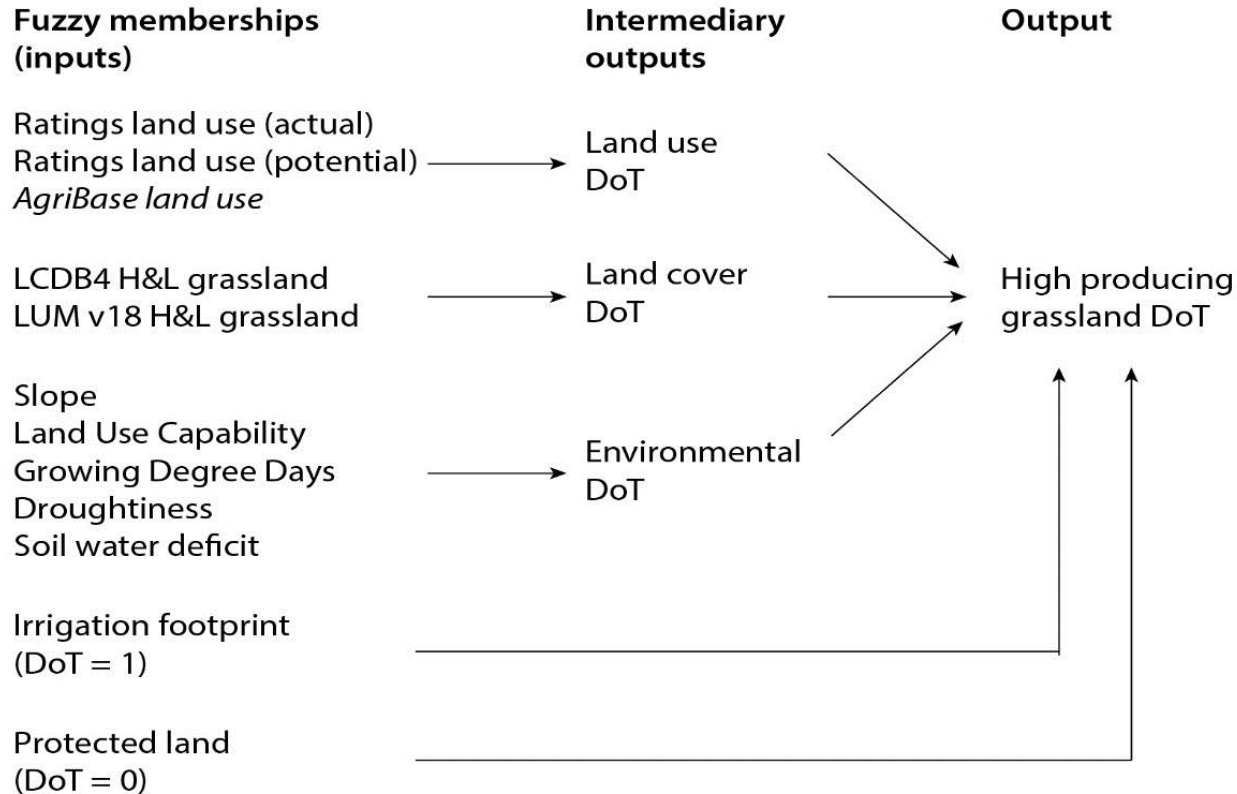 Fuzzy memberships
(inputs)
Intermediary
outputs
Output
Ratings land use (actual)
Ratings land use (potential)
AgriBase land use
Land use
DoT
LCDB4 H&L grassland
LUM v18 H&L grassland
Land cover
DoT
High producing
grassland DoT
Slope
Land Use Capability
Growing Degree Days
Droughtiness
Soil water deficit
Environmental
DoT
Irrigation footprint
(DoT = 1)
Protected land
(DoT = 0)